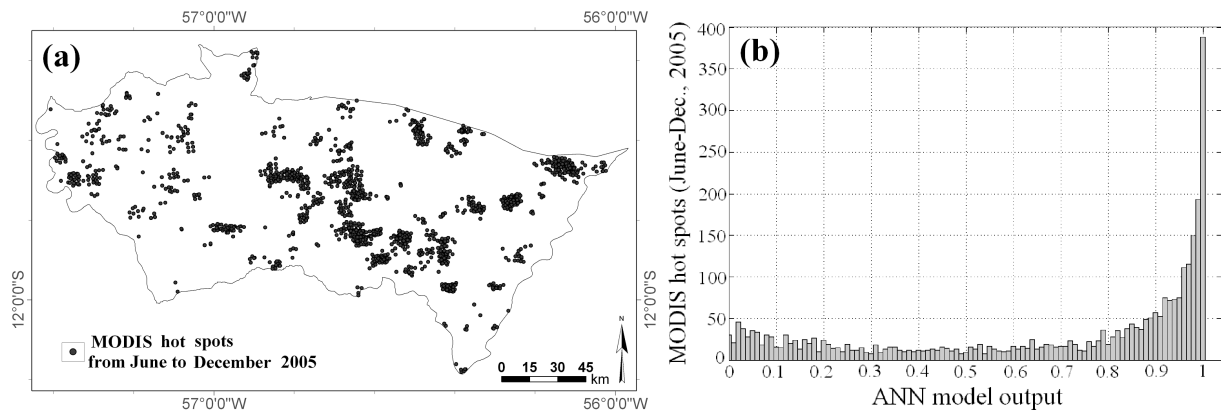 57°0'0"W
56°0'0"W
(a)
12°0'0"S
12°0'0"S
MODIS hot spots
from June to December 2005
N
0 15 30 45
km
57°0'0"W
56°0'0"W
(b)
MODIS hot spots (June-Dec., 2005)
400
350
300
250
200
150
100
50
0
0 0.1 0.2 0.3 0.4 0.5 0.6 0.7 0.8 0.9 1
ANN model output